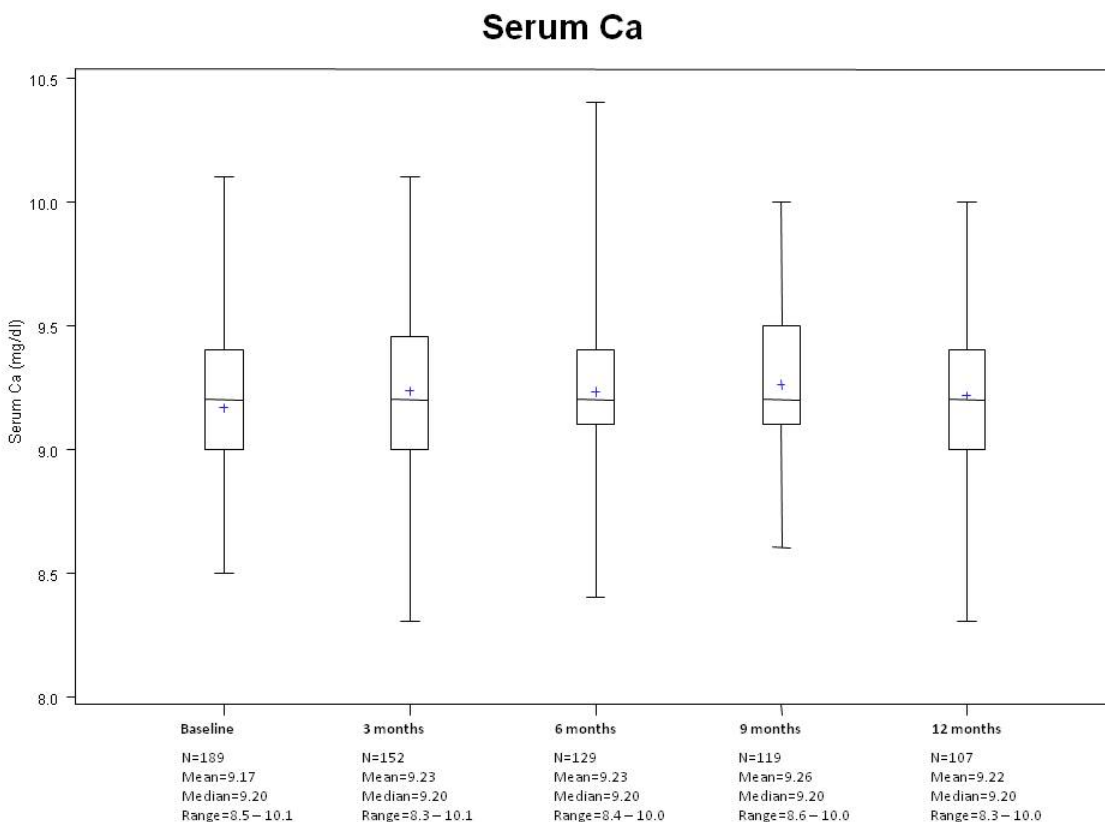 Serum Ca
10.5
10.0
9.5
9.0
8.5
8.0
Serum Ca (mg/dl)
Baseline 3 months 6 months 9 months 12 months
N=189 N=152 N=129 N=119 N=107
Mean=9.17 Mean=9.23 Mean=9.23 Mean=9.26 Mean=9.22
Median=9.20 Median=9.20 Median=9.20 Median=9.20 Median=9.20
Range=8.5 – 10.1 Range=8.3 – 10.1 Range=8.4 – 10.0 Range=8.6 – 10.0 Range=8.3 – 10.0